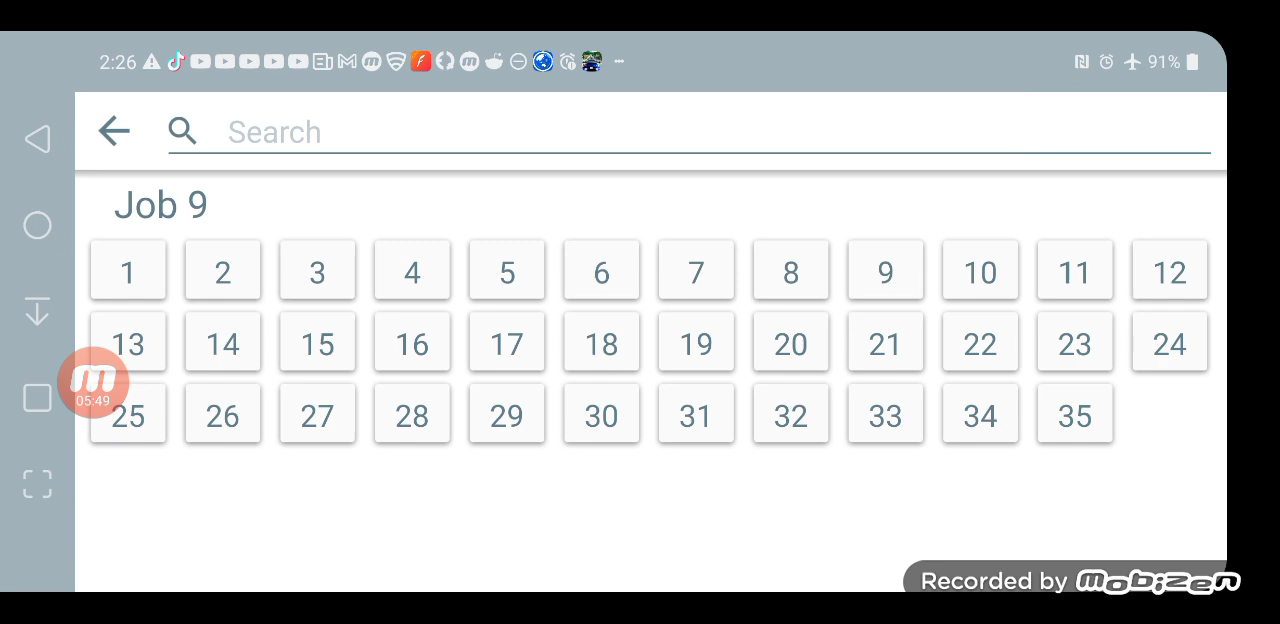 2:26 91%
Search
Job 9
1 2 3 4 5 6 7 8 9 10 11 12
13 14 15 16 17 18 19 20 21 22 23 24
05:49
25 26 27 28 29 30 31 32 33 34 35
Recorded by Mobizen